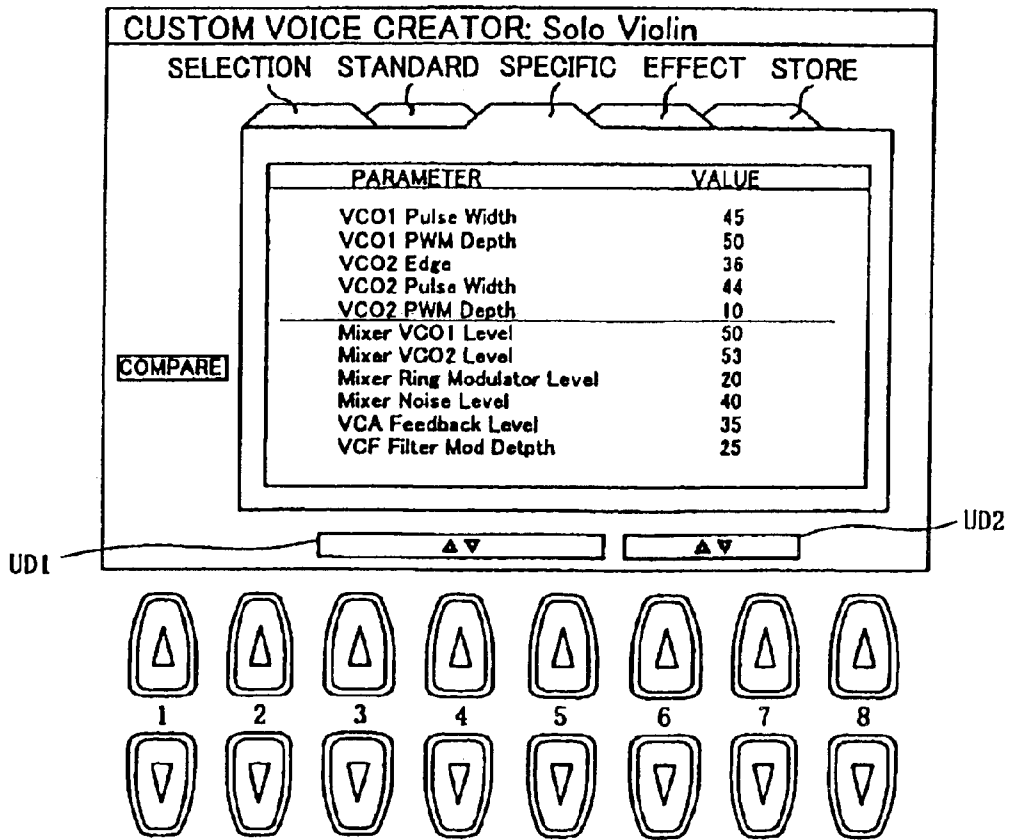 CUSTOM VOICE CREATOR: Solo Violin
SELECTION STANDARD SPECIFIC EFFECT STORE
PARAMETER VALUE
VCO1 Pulse Width 45
VCO1 PWM Depth 50
VCO2 Edge 36
VCO2 Pulse Width 44
VCO2 PWM Depth 10
Mixer VCO1 Level 50
Mixer VCO2 Level 53
COMPARE
Mixer Ring Modulator Level 20
Mixer Noise Level 40
VCA Feedback Level 35
VCF Filter Mod Detpth 25
UD1
UD2
1 2 3 4 5 6 7 8